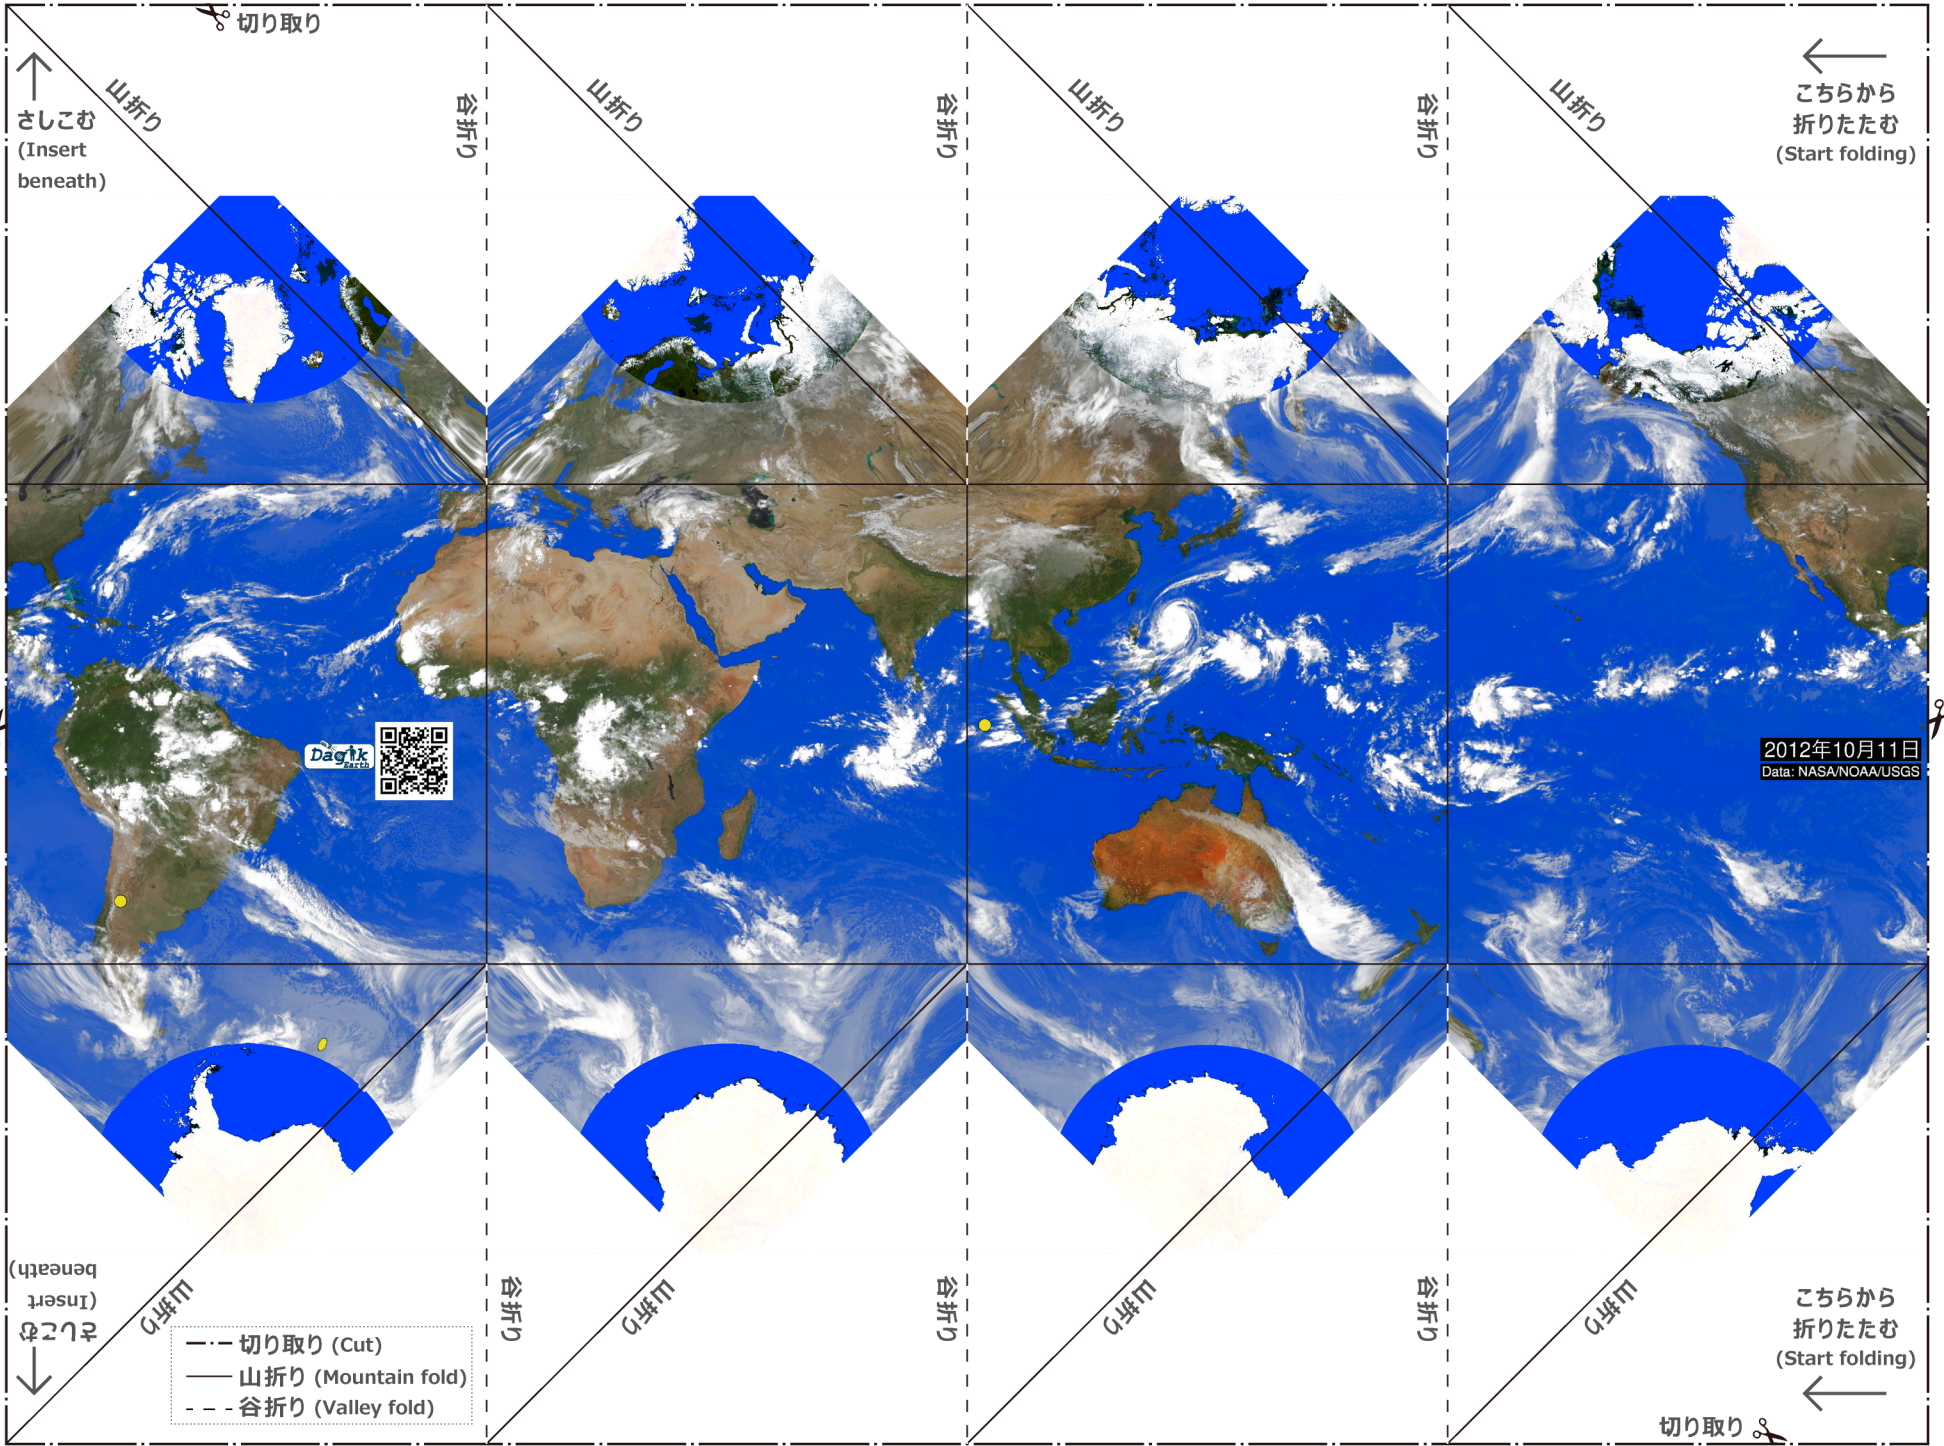 切り取り
山折り
谷折り
山折り
谷折り
山折り
谷折り
山折り
さしこむ
(Insert
beneath)
こちらから
折りたたむ
(Start folding)
Dagik
Earth
2012年10月11日
Data: NASA/NOAA/USGS
さしこむ
(Insert
beneath)
山折り
谷折り
山折り
谷折り
山折り
谷折り
山折り
切り取り (Cut)
山折り (Mountain fold)
谷折り (Valley fold)
こちらから
折りたたむ
(Start folding)
切り取り